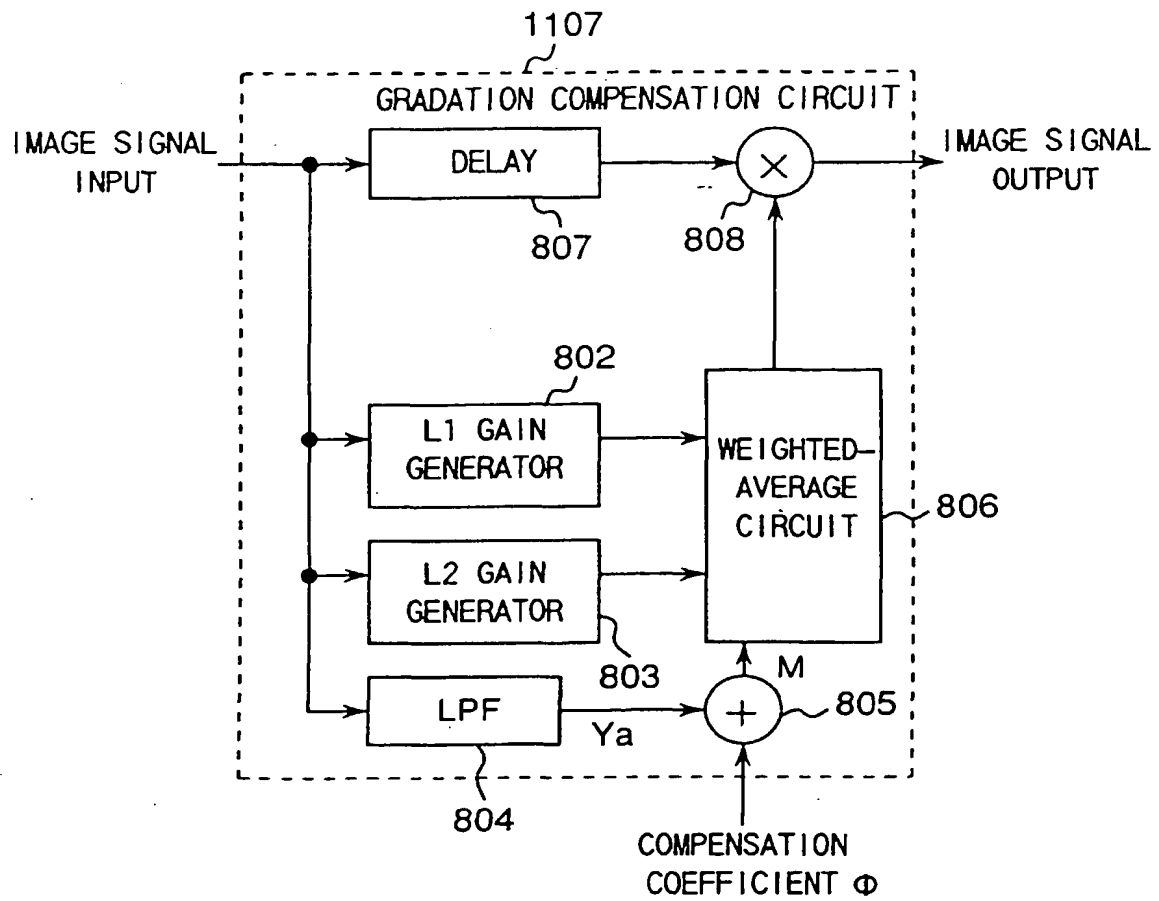 1107
GRADATION COMPENSATION CIRCUIT
IMAGE SIGNAL
INPUT
DELAY
807
×
808
IMAGE SIGNAL
OUTPUT
802
L1 GAIN
GENERATOR
WEIGHTED-
AVERAGE
CIRCUIT
806
L2 GAIN
GENERATOR
803
LPF
804
Ya
M
+
805
COMPENSATION
COEFFICIENT Φ